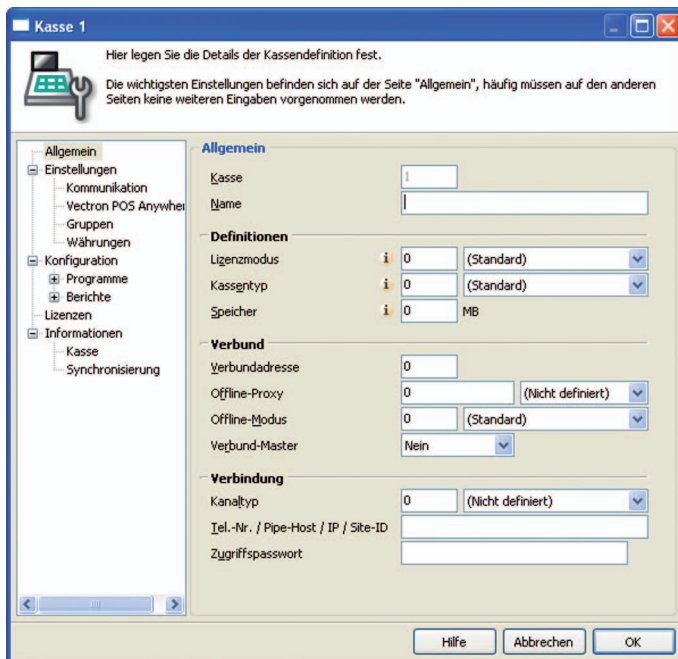 Kasse 1
Hier legen Sie die Details der Kassendefinition fest.
Die wichtigsten Einstellungen befinden sich auf der Seite "Allgemein", häufig müssen auf den anderen
Seiten keine weiteren Eingaben vorgenommen werden.
Allgemein
Einstellungen
Kommunikation
Vectron POS Anywher
Gruppen
Währungen
Konfiguration
Programme
Berichte
Lizenzen
Informationen
Kasse
Synchronisierung
Allgemein
Kasse 1
Name
Definitionen
Lizenzmodus i 0 (Standard)
Kassentyp i 0 (Standard)
Speicher i 0 MB
Verbund
Verbundadresse 0
Offline-Proxy 0 (Nicht definiert)
Offline-Modus 0 (Standard)
Verbund-Master Nein
Verbindung
Kanaltyp 0 (Nicht definiert)
Tel.-Nr. / Pipe-Host / IP / Site-ID
Zugriffspasswort
Hilfe Abbrechen OK